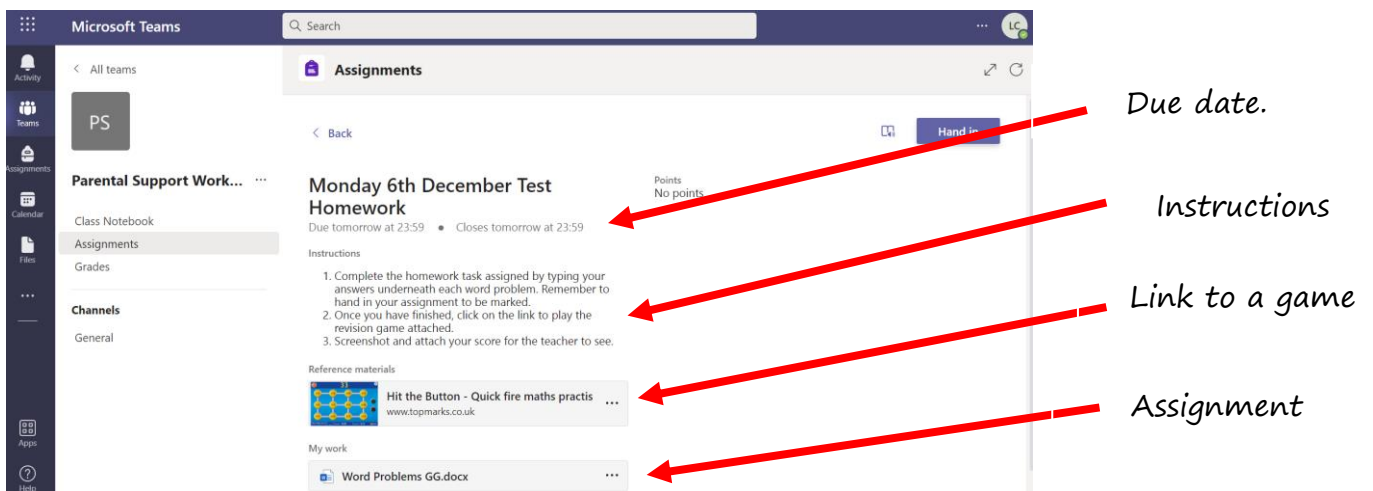 Microsoft Teams
Search
LC
Activity
Teams
Assignments
Calendar
Files
Apps
Help
All teams
PS
Parental Support Work...
Class Notebook
Assignments
Grades
Channels
General
Assignments
Back
Hand in
Monday 6th December Test
Homework
Due tomorrow at 23:59 • Closes tomorrow at 23:59
Points
No points
Instructions
1. Complete the homework task assigned by typing your
answers underneath each word problem. Remember to
hand in your assignment to be marked.
2. Once you have finished, click on the link to play the
revision game attached.
3. Screenshot and attach your score for the teacher to see.
Reference materials
33
Hit the Button - Quick fire maths practis
www.topmarks.co.uk
My work
Word Problems GG.docx
Due date.
Instructions
Link to a game
Assignment